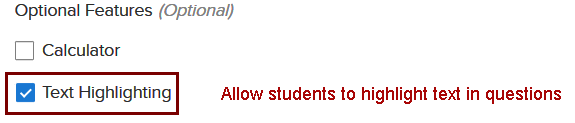 Optional Features (Optional)
Calculator
Text Highlighting Allow students to highlight text in questions